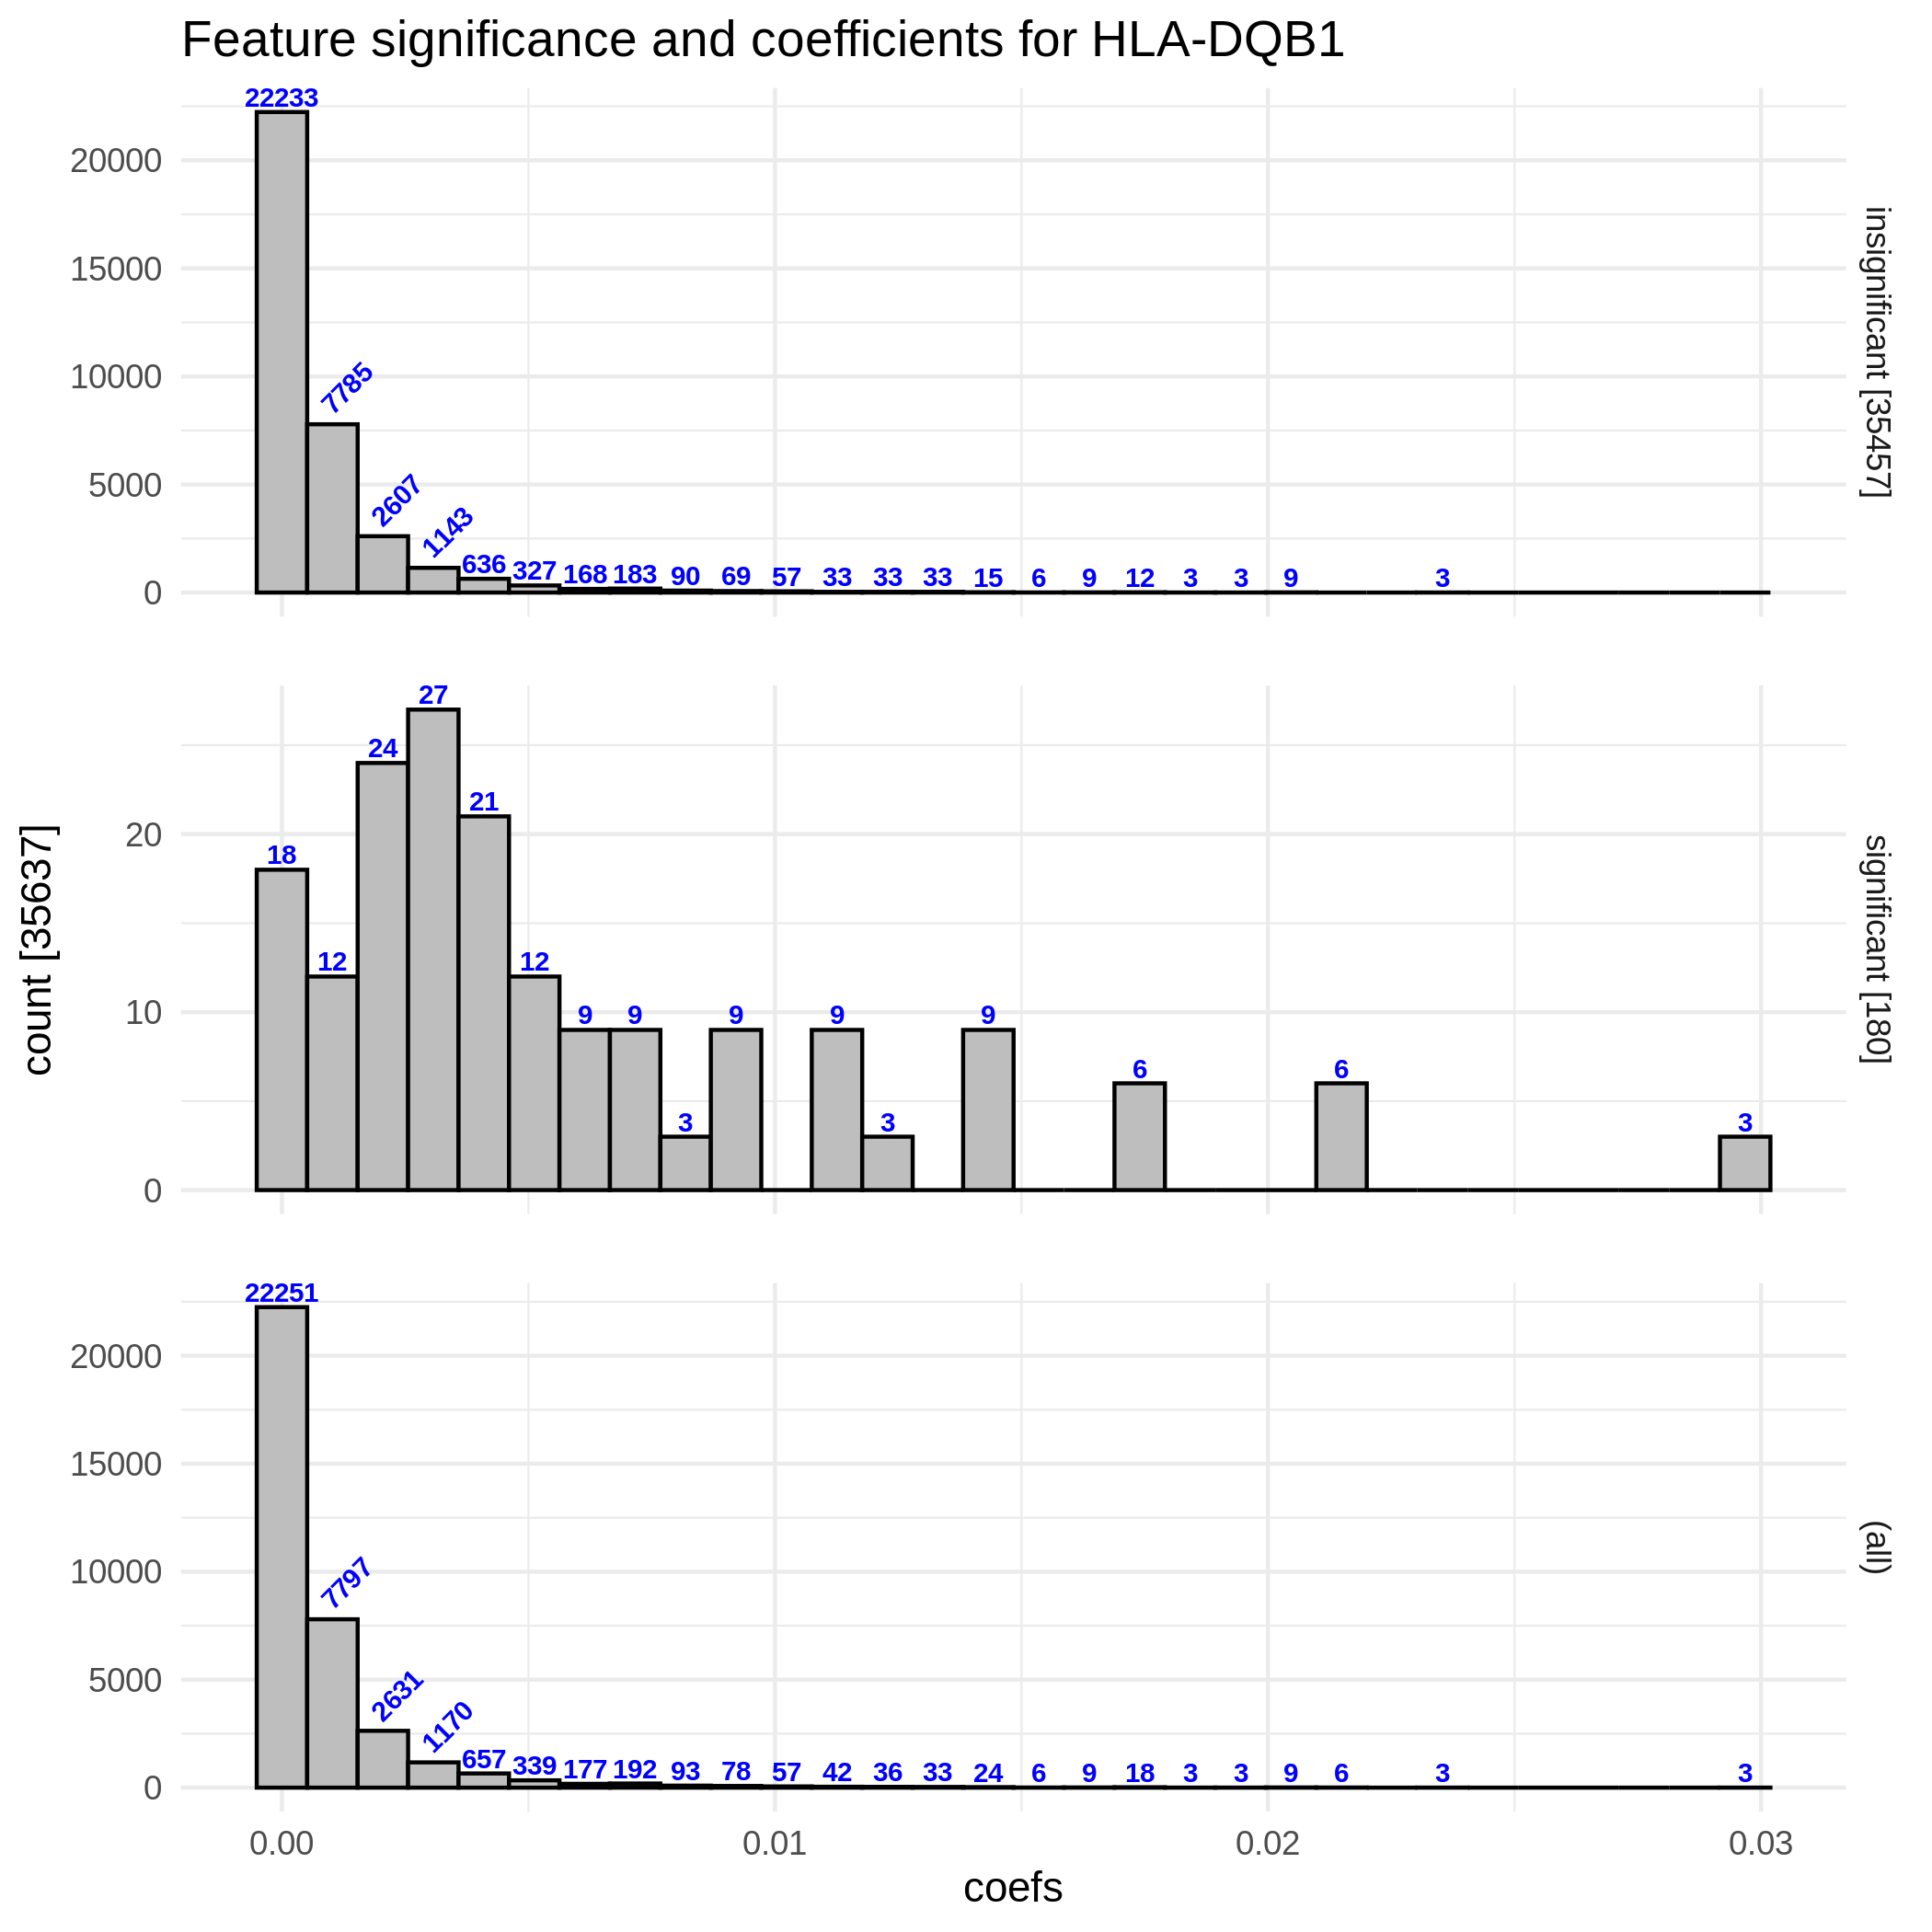 Feature significance and coefficients for HLA-DQB1
22233
20000
15000
10000
5000
0
7785
2607
1143
636 327 168 183 90 69 57 33 33 33 15 6 9 12 3 3 9 3
insignificant [35457]
count [35637]
20
10
0
18 12 24 27 21 12 9 9 3 9 9 3 9 6 6 3
significant [180]
22251
20000
15000
10000
5000
0
7797
2631
1170
657 339 177 192 93 78 57 42 36 33 24 6 9 18 3 3 9 6 3 3
(all)
0.00 0.01 0.02 0.03
coefs